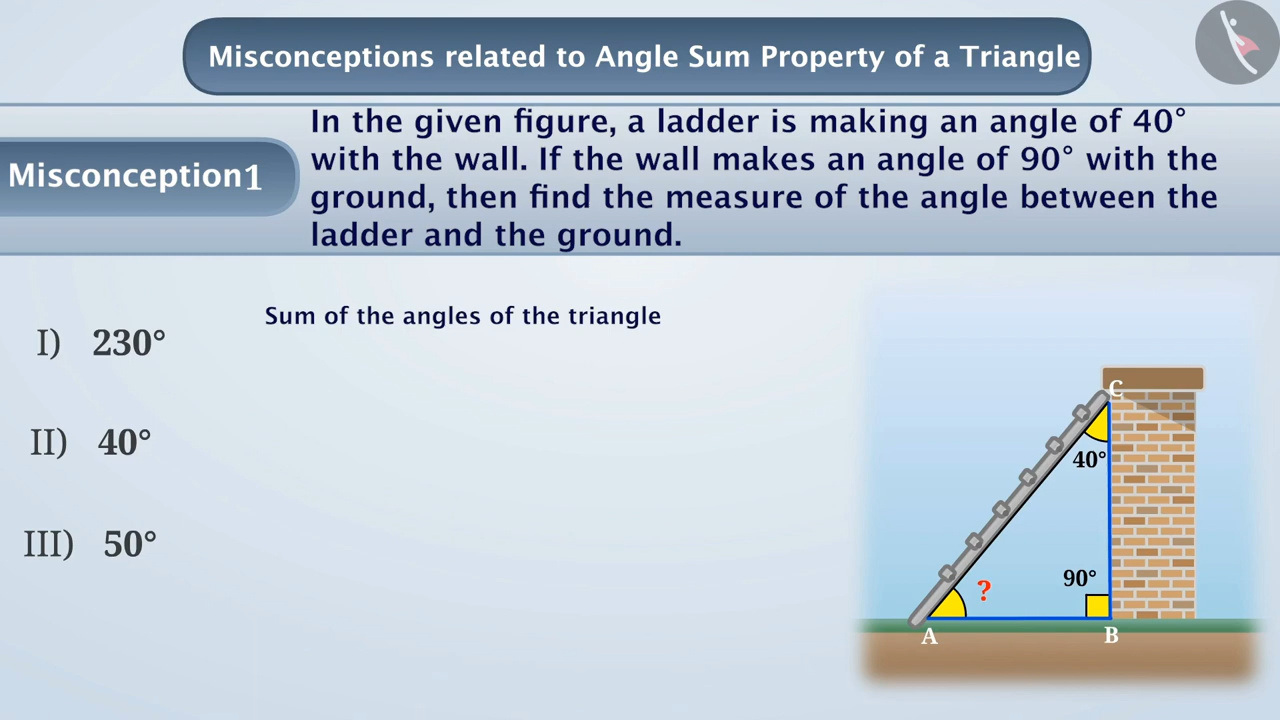 Misconceptions related to Angle Sum Property of a Triangle
Misconception1
In the given figure, a ladder is making an angle of 40°
with the wall. If the wall makes an angle of 90° with the
ground, then find the measure of the angle between the
ladder and the ground.
Sum of the angles of the triangle
I) 230°
II) 40°
III) 50°
C
40°
90°
?
A
B